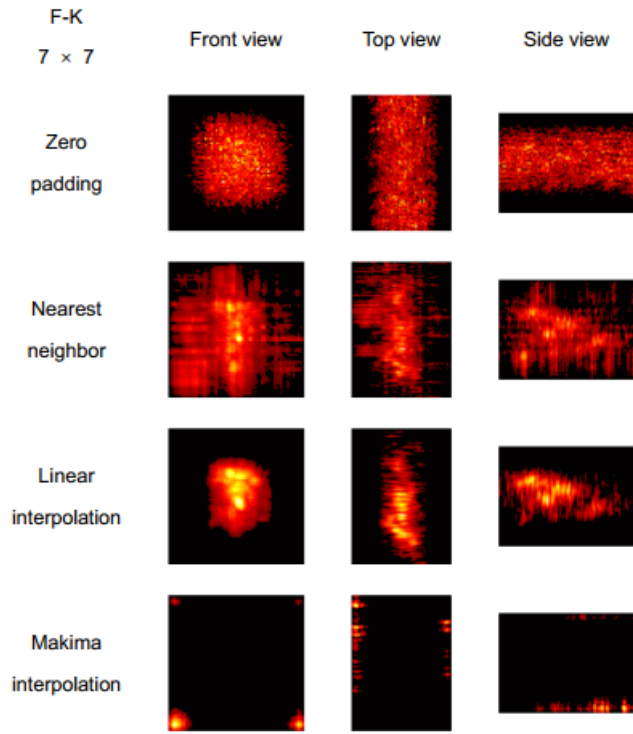 F-K
7 × 7
Front view
Top view
Side view
Zero
padding
Nearest
neighbor
Linear
interpolation
Makima
interpolation